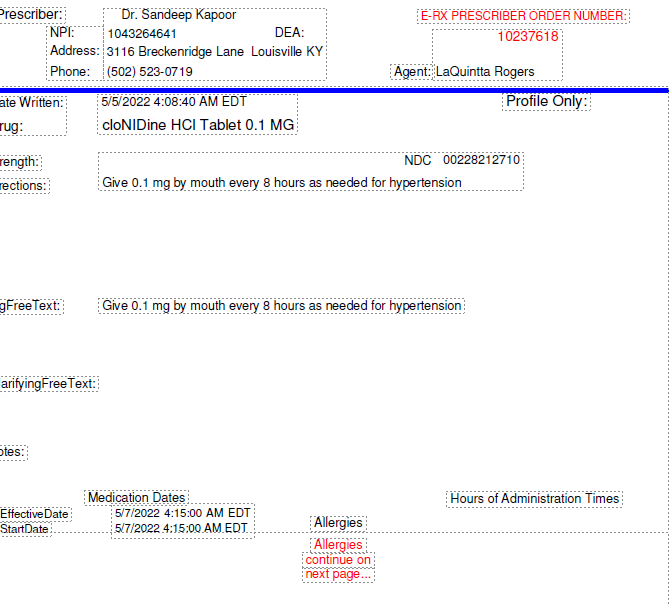 Prescriber: Dr. Sandeep Kapoor E-RX PRESCRIBER ORDER NUMBER:
NPI: 1043264641 DEA: 10237618
Address: 3116 Breckenridge Lane Louisville KY
Phone: (502) 523-0719 Agent: LaQuintta Rogers
ate Written: 5/5/2022 4:08:40 AM EDT Profile Only:
rug: cloNIDine HCl Tablet 0.1 MG
rength: NDC 00228212710
rections: Give 0.1 mg by mouth every 8 hours as needed for hypertension
gFreeText: Give 0.1 mg by mouth every 8 hours as needed for hypertension
larifyingFreeText:
otes:
Medication Dates Hours of Administration Times
EffectiveDate 5/7/2022 4:15:00 AM EDT
StartDate 5/7/2022 4:15:00 AM EDT
Allergies
Allergies
continue on
next page...